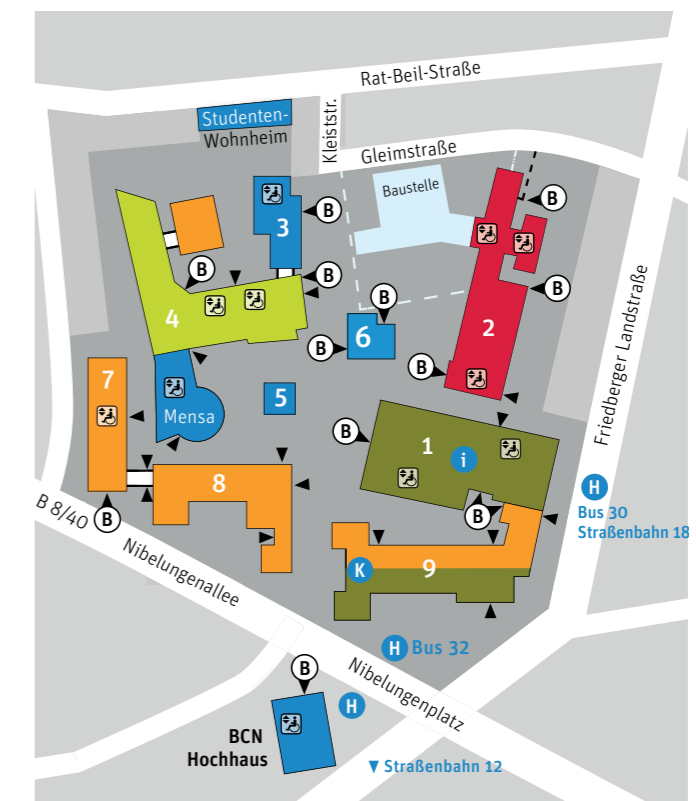 Rat-Beil-Straße
Studenten-
Wohnheim
Kleiststr.
Gleimstraße
Baustelle
B
3
B
B
B
B
B
4
2
6
B
B
Friedberger Landstraße
7
5
Mensa
B
1
i
8
H
Bus 30
Straßenbahn 18
B 8/40
B
B
Nibelungenallee
K
9
H Bus 32
B
Nibelungenplatz
H
BCN
Hochhaus
Straßenbahn 12